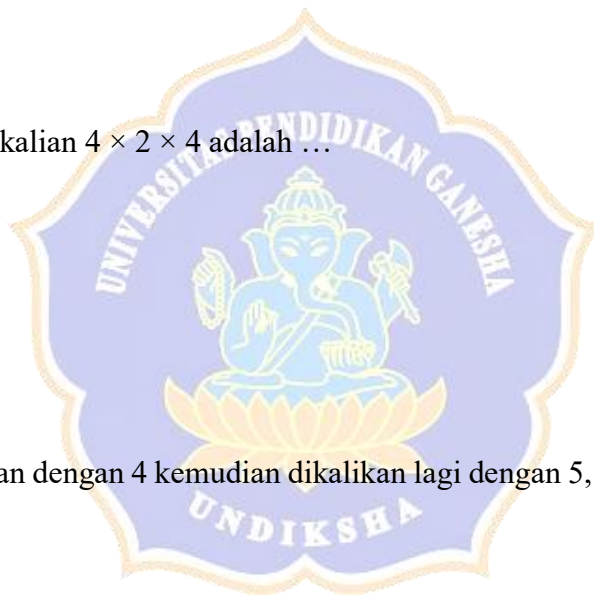 kalian 4 × 2 × 4 adalah …
UNIVERSITAS PENDIDIKAN GANESHA
an dengan 4 kemudian dikalikan lagi dengan 5,
UNDIKSHA